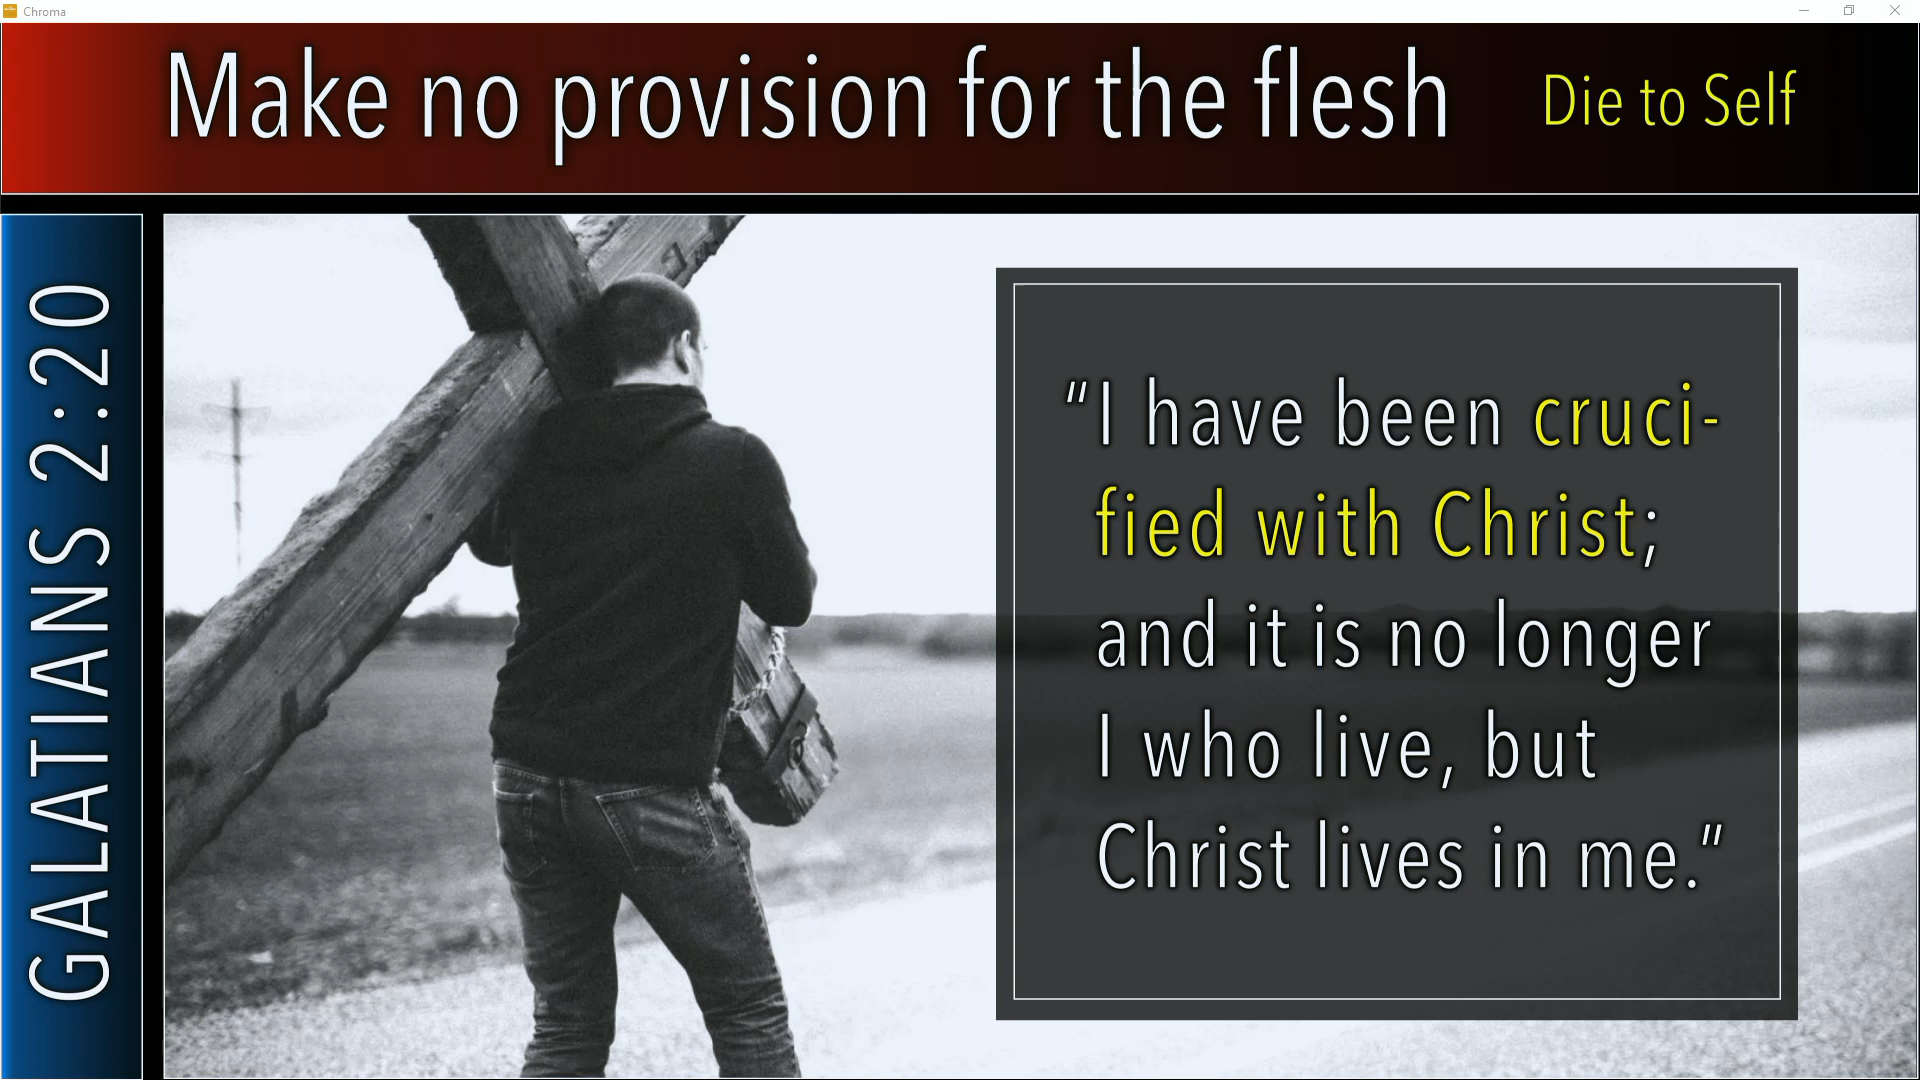 Chroma
Make no provision for the flesh
Die to Self
GALATIANS 2:20
“I have been cruci-
fied with Christ;
and it is no longer
I who live, but
Christ lives in me.”